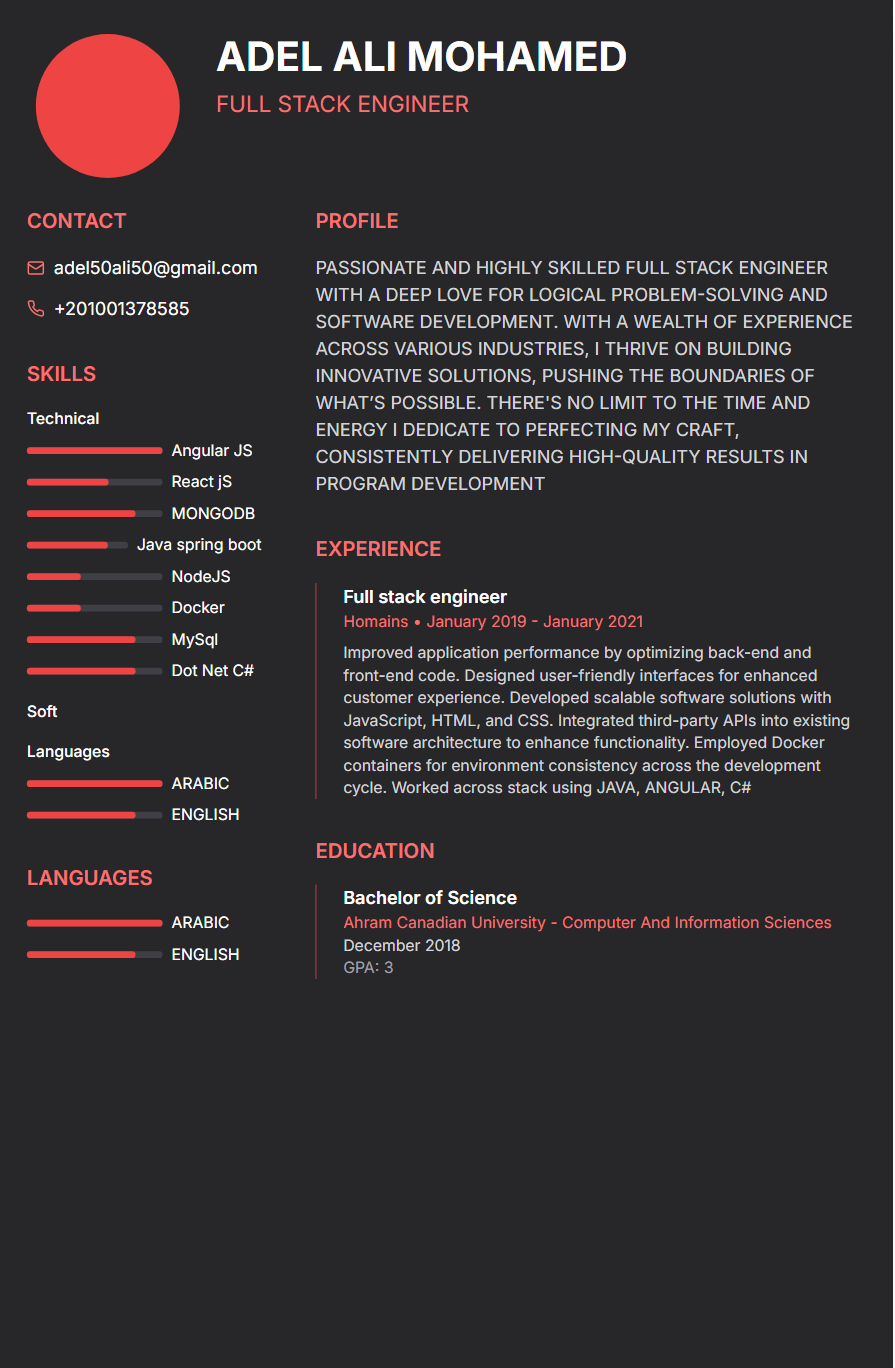 ADEL ALI MOHAMED
FULL STACK ENGINEER
CONTACT
adel50ali50@gmail.com
+201001378585
SKILLS
Technical
Angular JS
React jS
MONGODB
Java spring boot
NodeJS
Docker
MySql
Dot Net C#
Soft
Languages
ARABIC
ENGLISH
LANGUAGES
ARABIC
ENGLISH
PROFILE
PASSIONATE AND HIGHLY SKILLED FULL STACK ENGINEER
WITH A DEEP LOVE FOR LOGICAL PROBLEM-SOLVING AND
SOFTWARE DEVELOPMENT. WITH A WEALTH OF EXPERIENCE
ACROSS VARIOUS INDUSTRIES, I THRIVE ON BUILDING
INNOVATIVE SOLUTIONS, PUSHING THE BOUNDARIES OF
WHAT’S POSSIBLE. THERE'S NO LIMIT TO THE TIME AND
ENERGY I DEDICATE TO PERFECTING MY CRAFT,
CONSISTENTLY DELIVERING HIGH-QUALITY RESULTS IN
PROGRAM DEVELOPMENT
EXPERIENCE
Full stack engineer
Homains • January 2019 - January 2021
Improved application performance by optimizing back-end and
front-end code. Designed user-friendly interfaces for enhanced
customer experience. Developed scalable software solutions with
JavaScript, HTML, and CSS. Integrated third-party APIs into existing
software architecture to enhance functionality. Employed Docker
containers for environment consistency across the development
cycle. Worked across stack using JAVA, ANGULAR, C#
EDUCATION
Bachelor of Science
Ahram Canadian University - Computer And Information Sciences
December 2018
GPA: 3